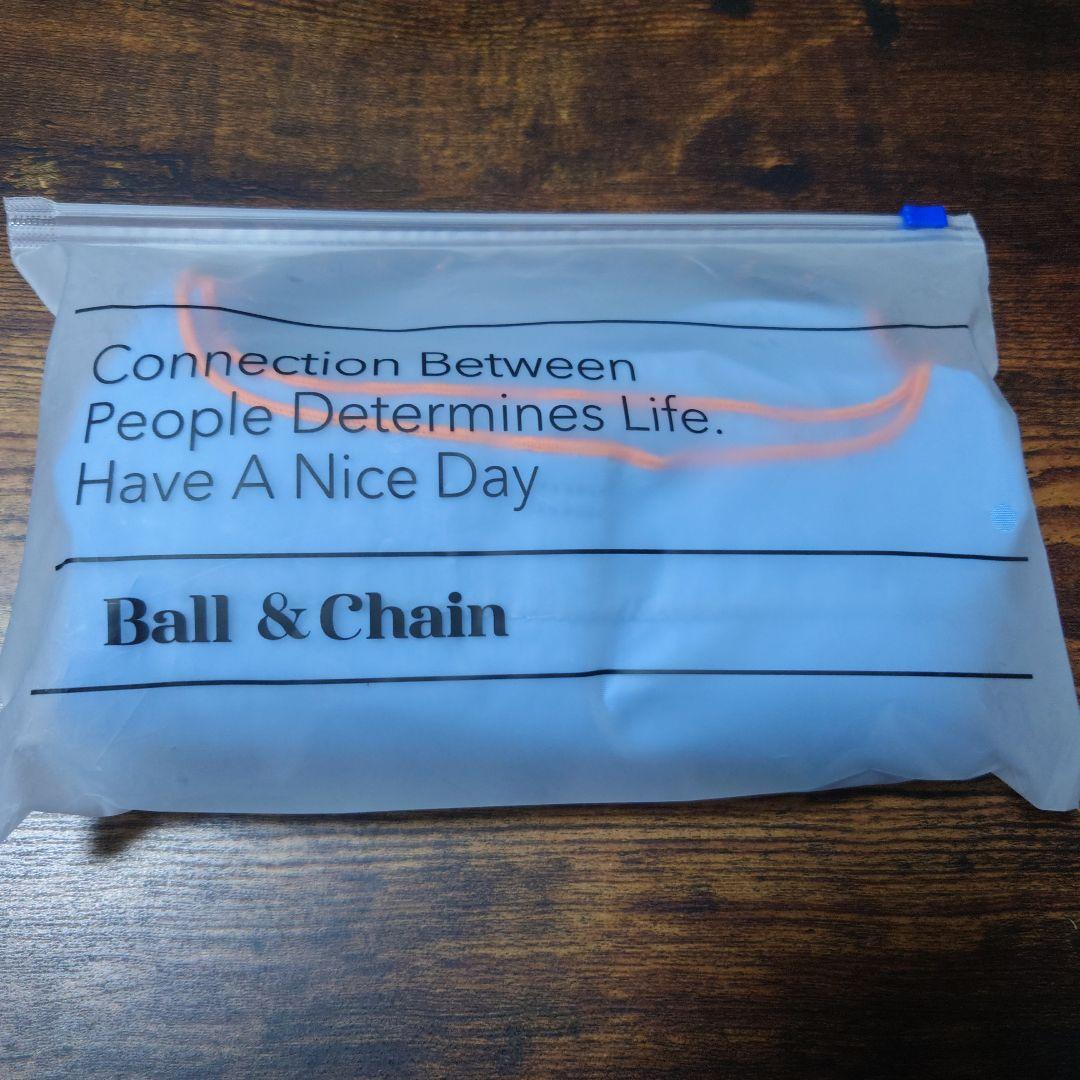 Connection Between
People Determines Life.
Have A Nice Day
Ball & Chain